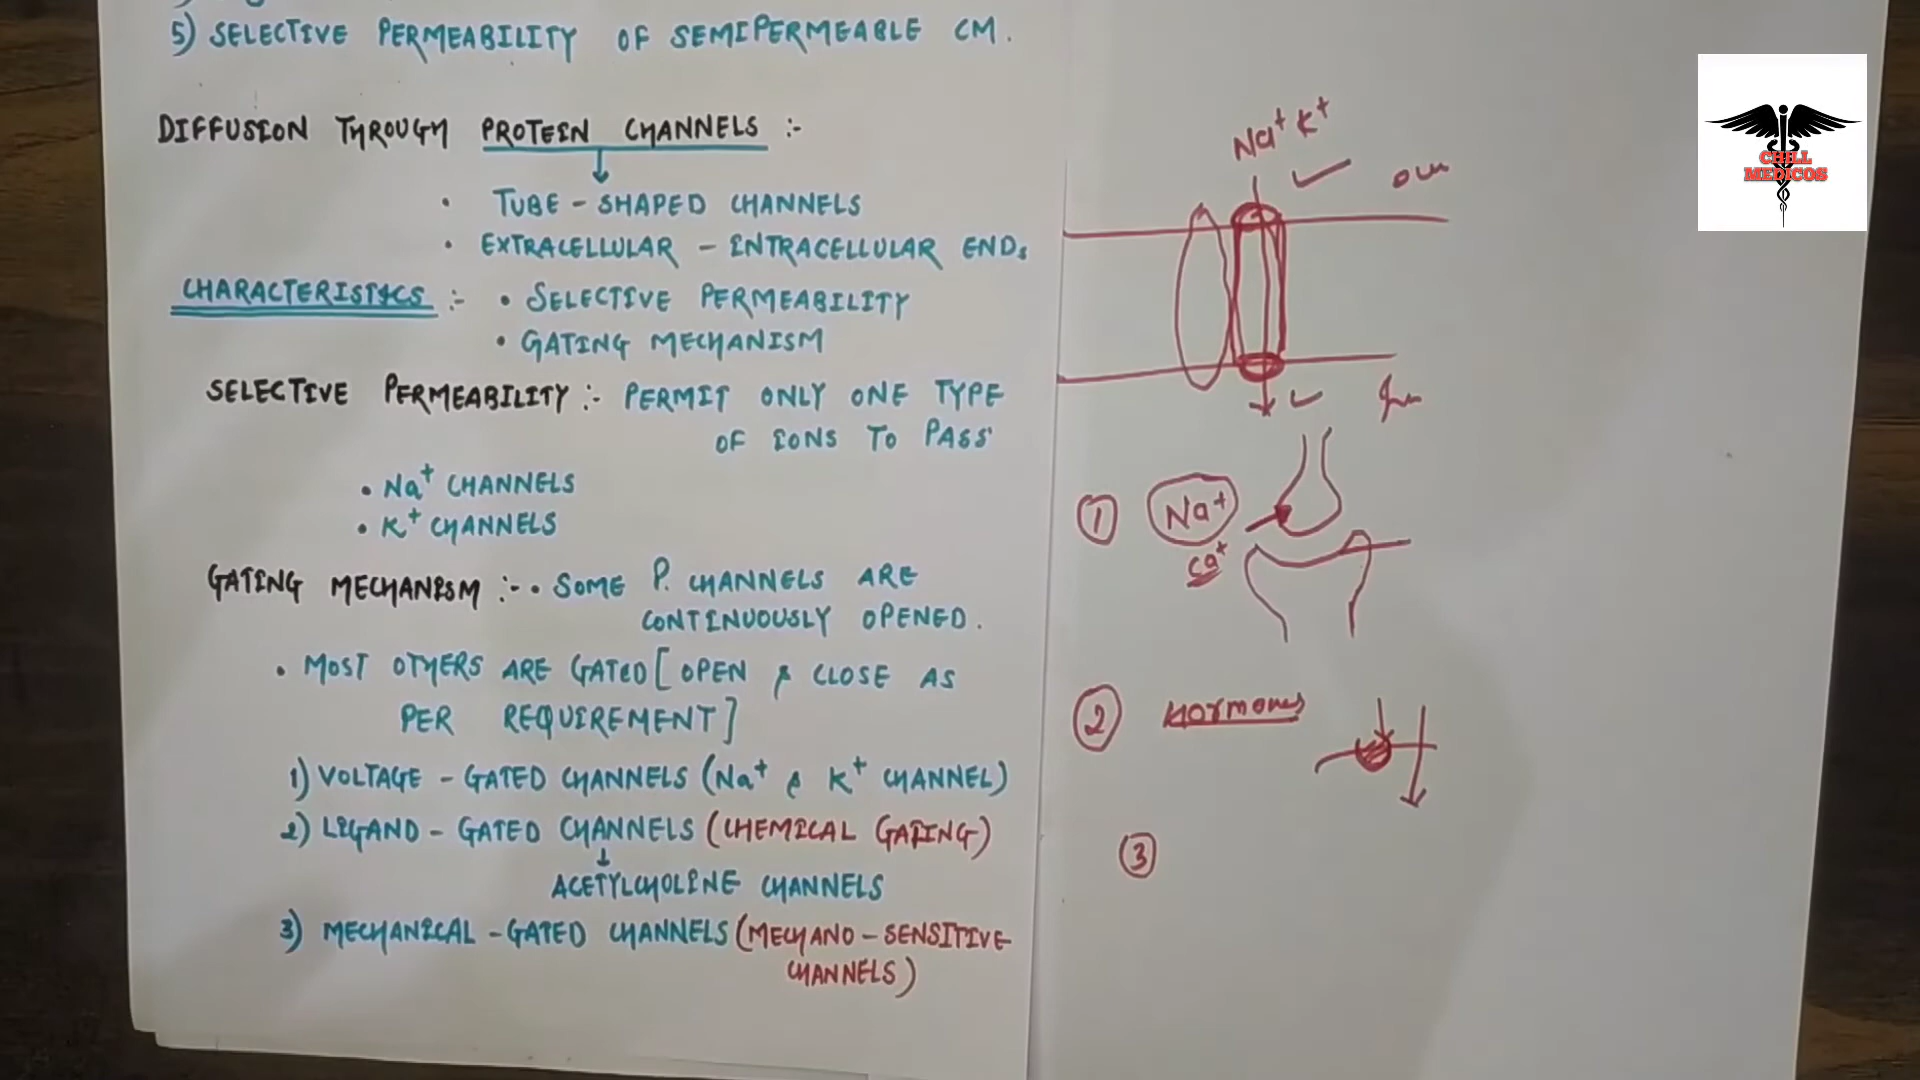 5) SELECTIVE PERMEABILITY OF SEMIPERMEABLE CM.
DIFFUSION THROUGH PROTEIN CHANNELS :-
• TUBE - SHAPED CHANNELS
• EXTRACELLULAR - INTRACELLULAR ENDs
CHARACTERISTICS :- • SELECTIVE PERMEABILITY
• GATING MECHANISM
SELECTIVE PERMEABILITY :- PERMIT ONLY ONE TYPE
OF IONS TO PASS
• Na+ CHANNELS
• K+ CHANNELS
GATING MECHANISM :- • SOME P. CHANNELS ARE
CONTINUOUSLY OPENED.
• MOST OTHERS ARE GATED [OPEN & CLOSE AS
PER REQUIREMENT]
1) VOLTAGE - GATED CHANNELS (Na+ & K+ CHANNEL)
2) LIGAND - GATED CHANNELS (CHEMICAL GATING)
ACETYLCHOLINE CHANNELS
3) MECHANICAL - GATED CHANNELS (MECHANO - SENSITIVE
CHANNELS)
Na+ K+
out
1 Na+
ca+
2 Hormones
3
CHILL
MEDICOS